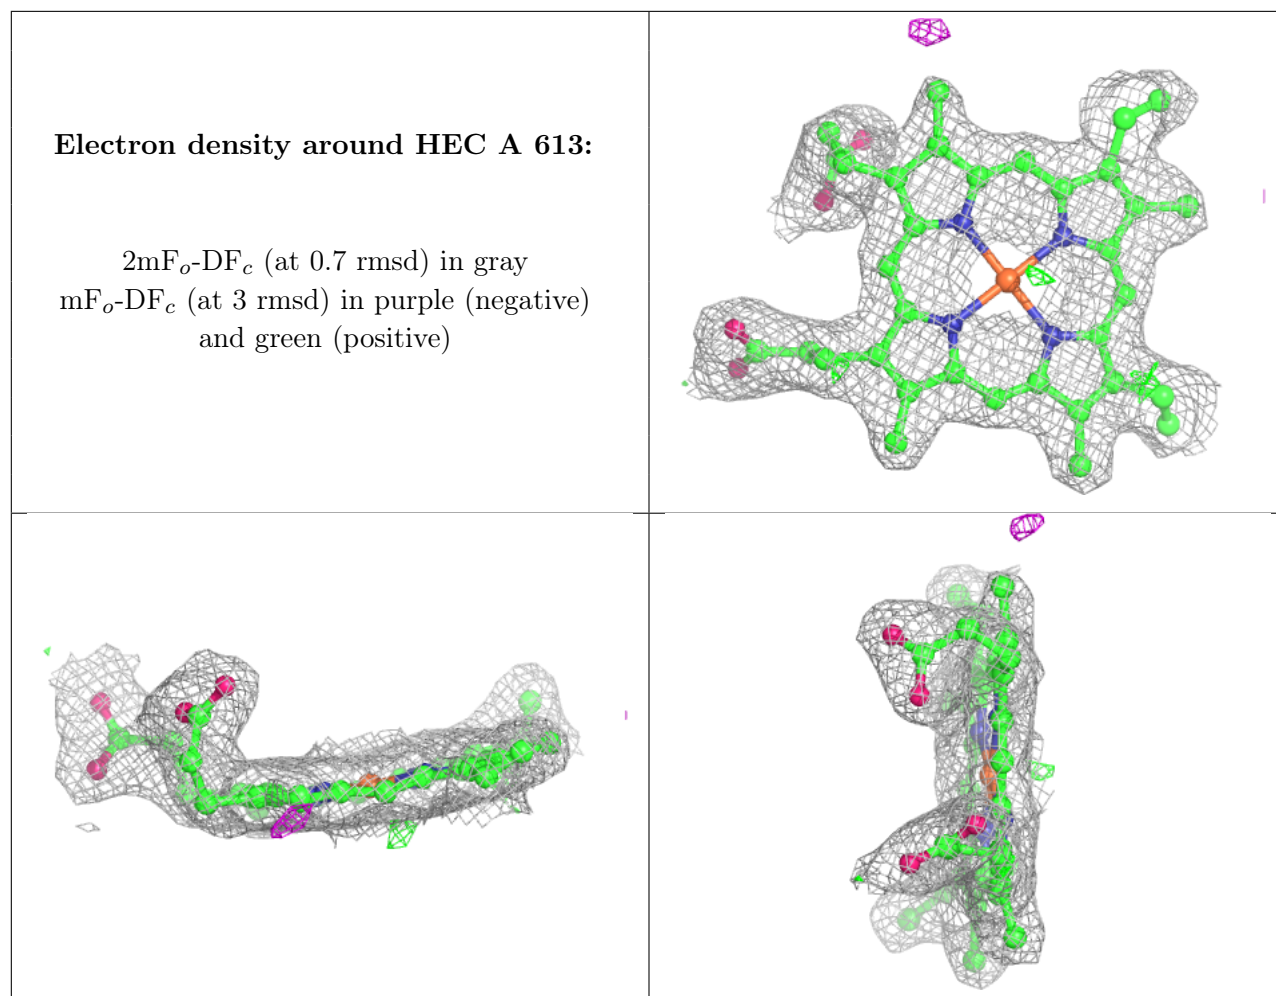 Electron density around HEC A 613:
2mFo-DFc (at 0.7 rmsd) in gray
mFo-DFc (at 3 rmsd) in purple (negative)
and green (positive)